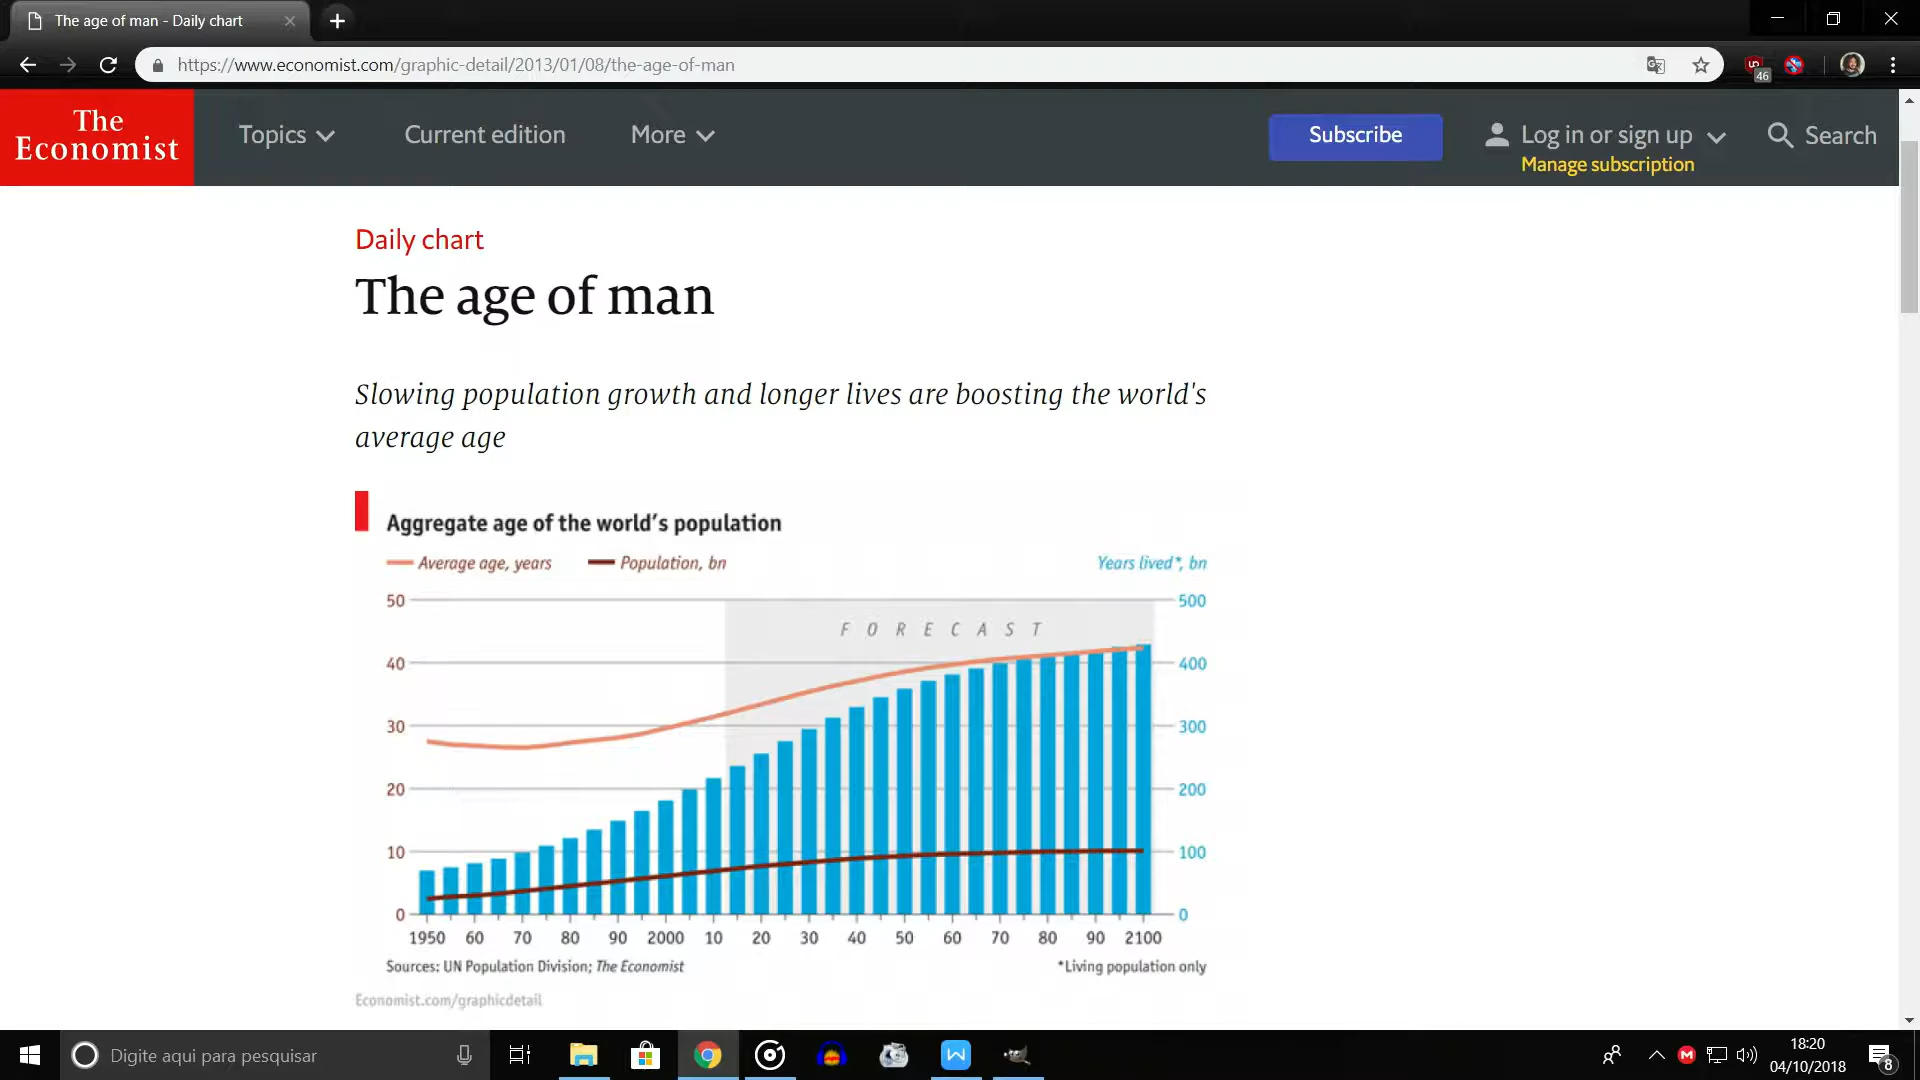 The age of man - Daily chart
https://www.economist.com/graphic-detail/2013/01/08/the-age-of-man
46
The
Economist
Topics
Current edition
More
Subscribe
Log in or sign up
Manage subscription
Search
Daily chart
The age of man
Slowing population growth and longer lives are boosting the world's
average age
Aggregate age of the world's population
Average age, years
Population, bn
Years lived*, bn
50
500
FORECAST
40
400
30
300
20
200
10
100
0
0
1950 60 70 80 90 2000 10 20 30 40 50 60 70 80 90 2100
Sources: UN Population Division; The Economist
*Living population only
Economist.com/graphicdetail
Digite aqui para pesquisar
18:20
04/10/2018
8